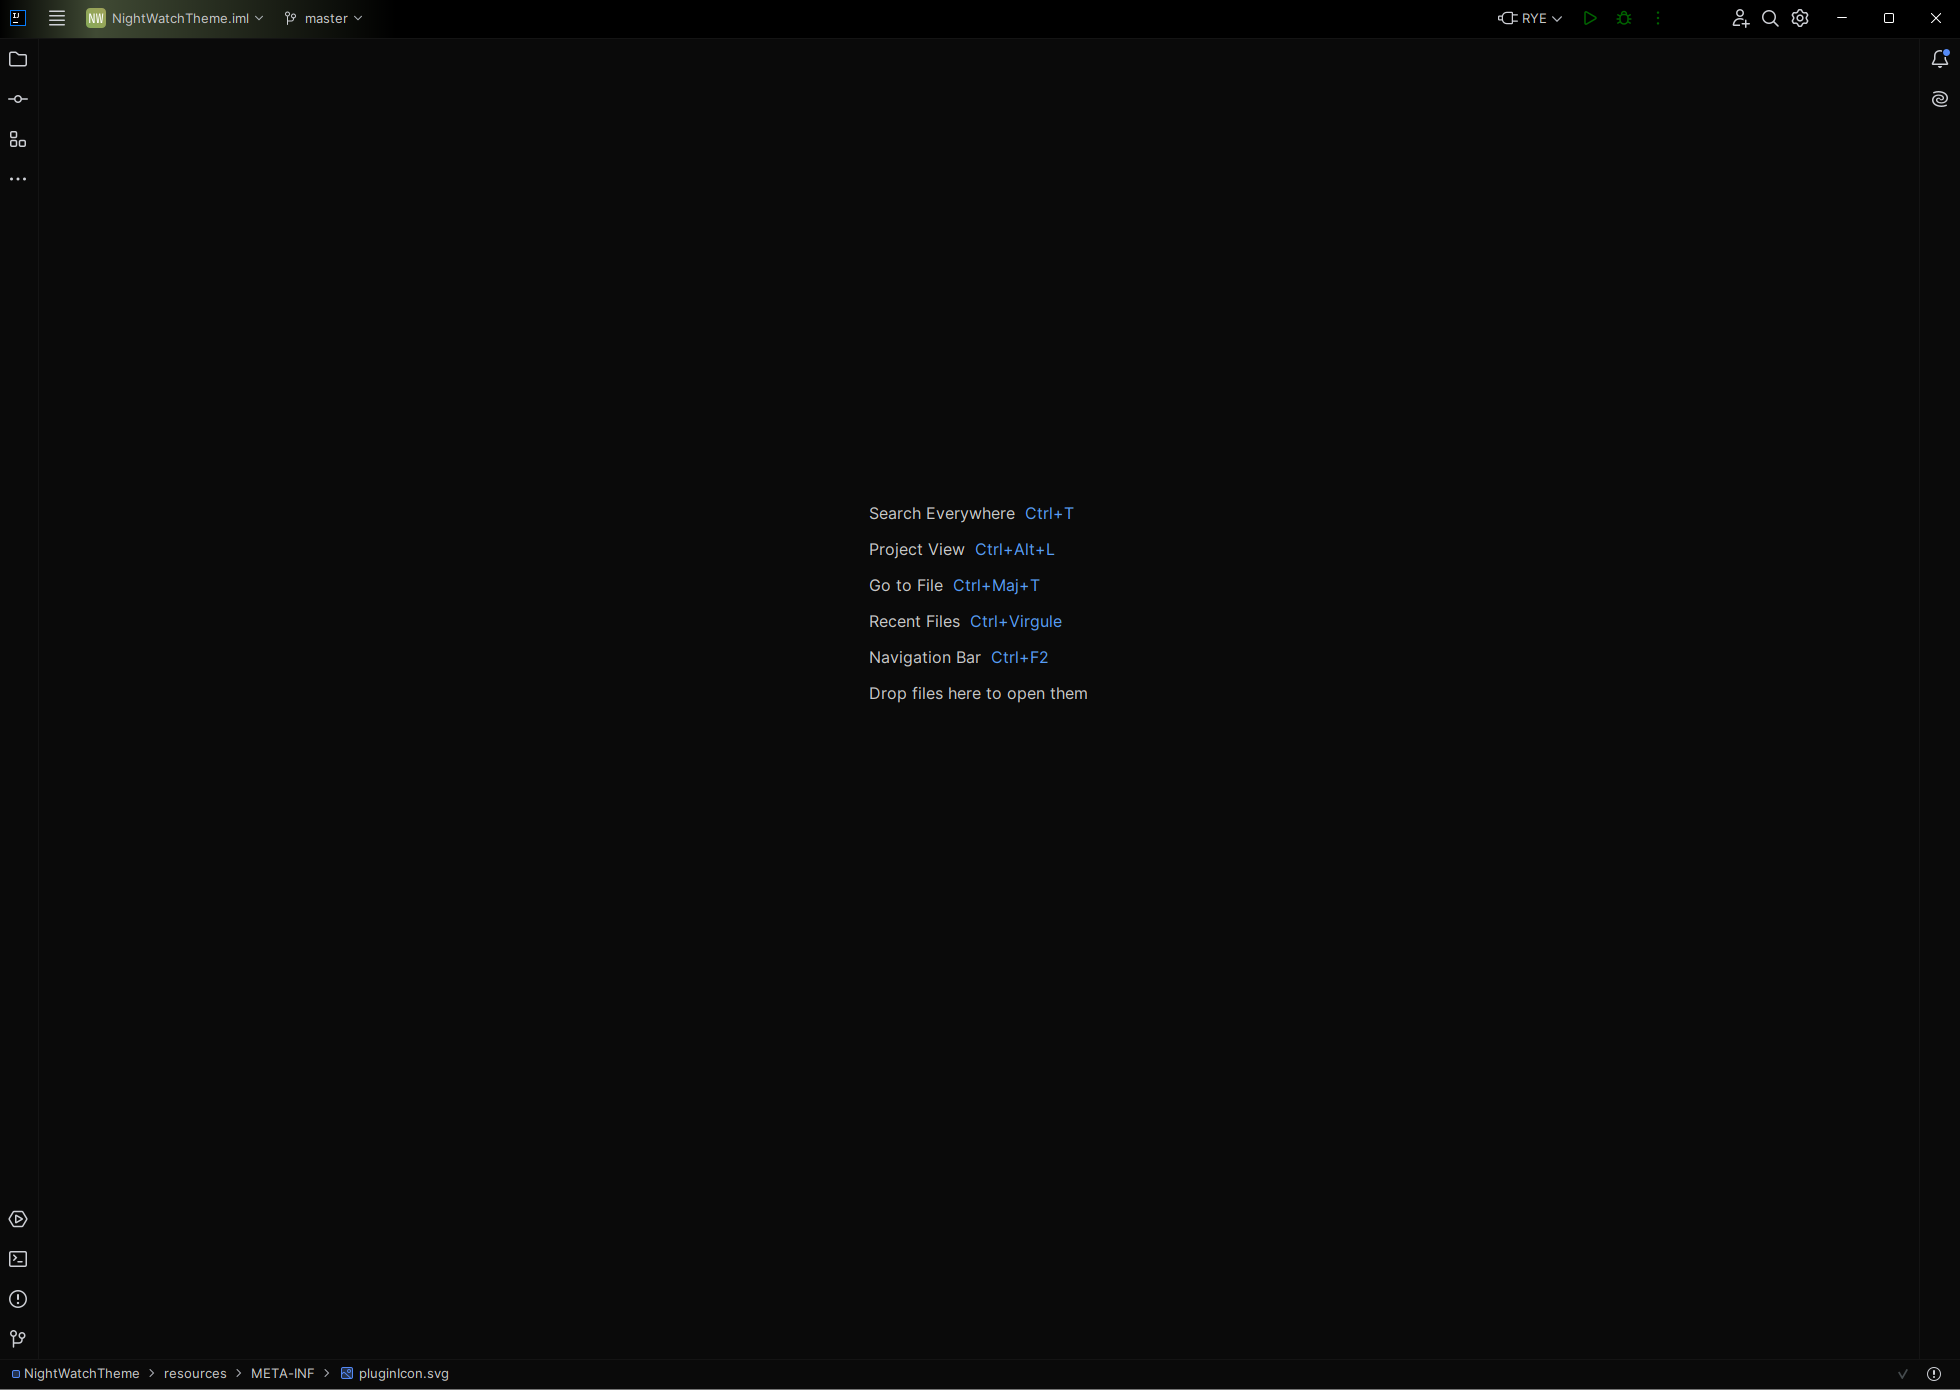 NW NightWatchTheme.iml master RYE
Search Everywhere Ctrl+T
Project View Ctrl+Alt+L
Go to File Ctrl+Maj+T
Recent Files Ctrl+Virgule
Navigation Bar Ctrl+F2
Drop files here to open them
NightWatchTheme > resources > META-INF > pluginIcon.svg